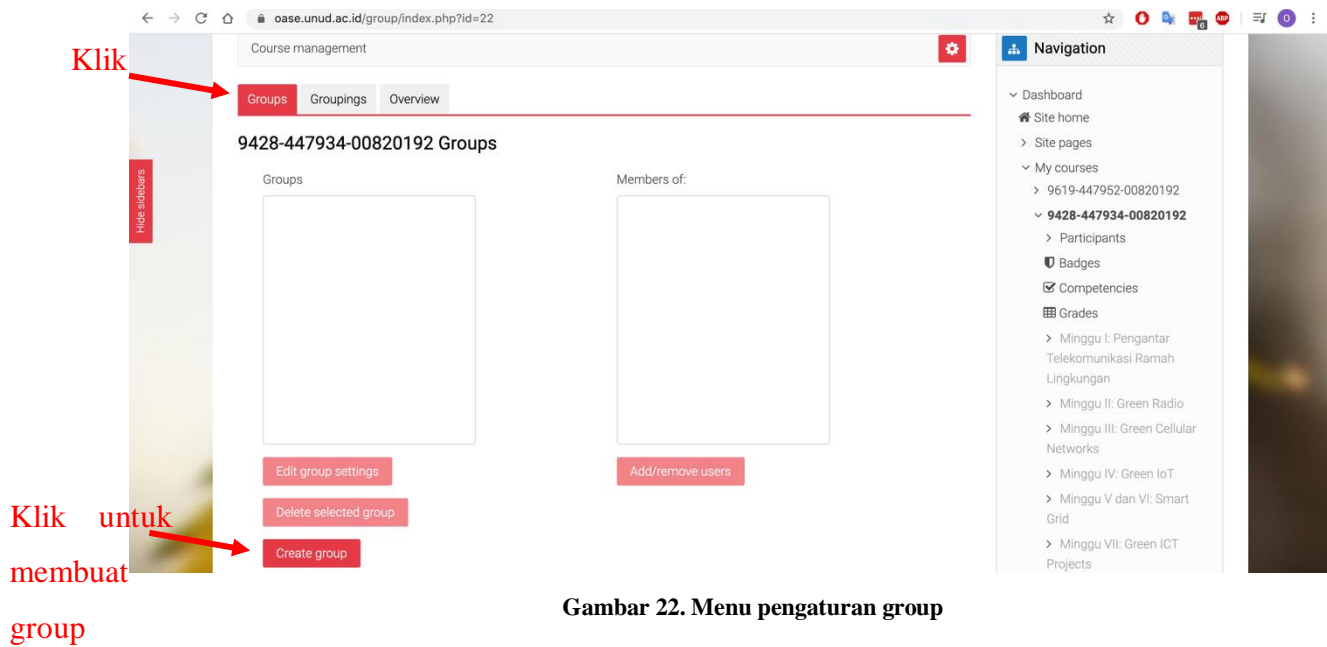 oase.unud.ac.id/group/index.php?id=22
6
ABP
O
Klik
Course management
Groups Groupings Overview
9428-447934-00820192 Groups
Groups
Members of:
Hide sidebars
Edit group settings
Add/remove users
Delete selected group
Create group
Klik untuk
membuat
group
Navigation
Dashboard
Site home
Site pages
My courses
9619-447952-00820192
9428-447934-00820192
Participants
Badges
Competencies
Grades
Minggu I: Pengantar
Telekomunikasi Ramah
Lingkungan
Minggu II: Green Radio
Minggu III: Green Cellular
Networks
Minggu IV: Green IoT
Minggu V dan VI: Smart
Grid
Minggu VII: Green ICT
Projects
Gambar 22. Menu pengaturan group